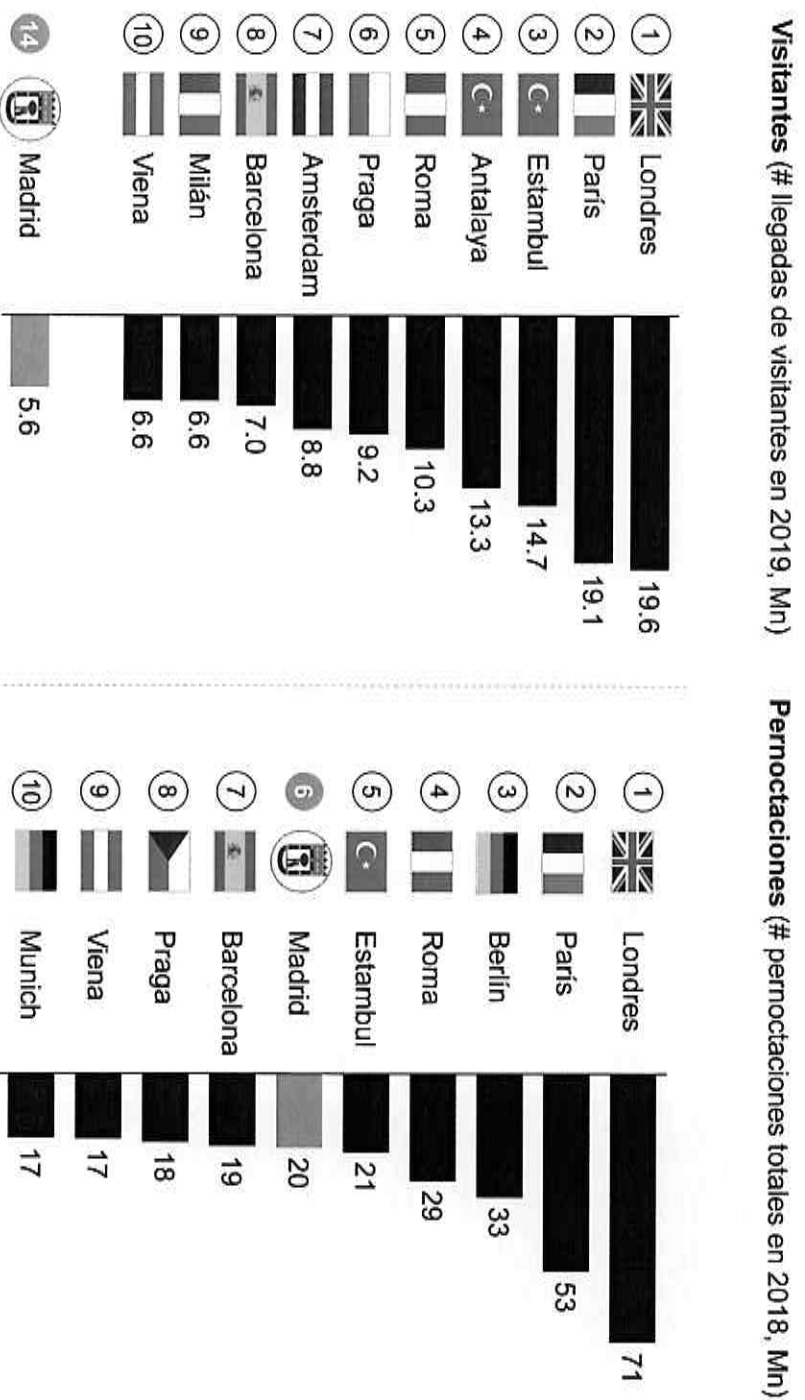 Visitantes (# llegadas de visitantes en 2019, Mn)
1 Londres 19.6
2 París 19.1
3 Estambul 14.7
4 Antalaya 13.3
5 Roma 10.3
6 Praga 9.2
7 Amsterdam 8.8
8 Barcelona 7.0
9 Milán 6.6
10 Viena 6.6
14 Madrid 5.6
Pernoctaciones (# pernoctaciones totales en 2018, Mn)
1 Londres 71
2 París 53
3 Berlín 33
4 Roma 29
5 Estambul 21
6 Madrid 20
7 Barcelona 19
8 Praga 18
9 Viena 17
10 Munich 17